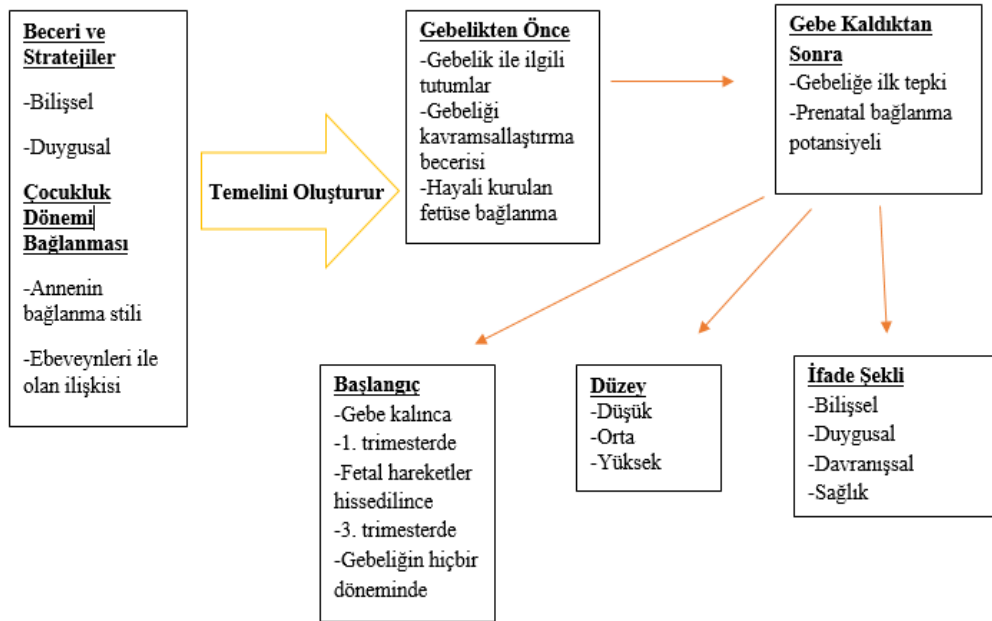 Beceri ve
Stratejiler
-Bilişsel
-Duygusal
Çocukluk
Dönemi
Bağlanması
-Annenin
bağlanma stili
-Ebeveynleri ile
olan ilişkisi
Temelini Oluşturur
Gebelikten Önce
-Gebelik ile ilgili
tutumlar
-Gebeliği
kavramsallaştırma
becerisi
-Hayali kurulan
fetüse bağlanma
Gebe Kaldıktan
Sonra
-Gebeliğe ilk tepki
-Prenatal bağlanma
potansiyeli
Başlangıç
-Gebe kalınca
-1. trimesterde
-Fetal hareketler
hissedilince
-3. trimesterde
-Gebeliğin hiçbir
döneminde
Düzey
-Düşük
-Orta
-Yüksek
İfade Şekli
-Bilişsel
-Duygusal
-Davranışsal
-Sağlık